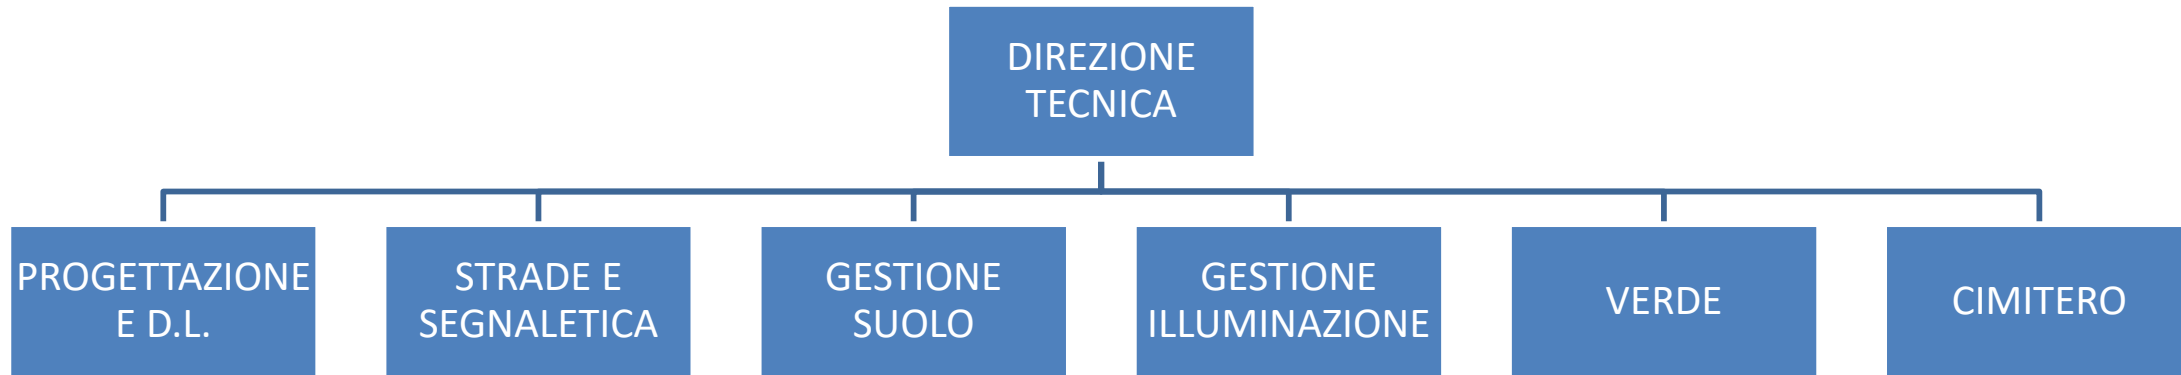 DIREZIONE
TECNICA
PROGETTAZIONE
E D.L.
STRADE E
SEGNALETICA
GESTIONE
SUOLO
GESTIONE
ILLUMINAZIONE
VERDE
CIMITERO